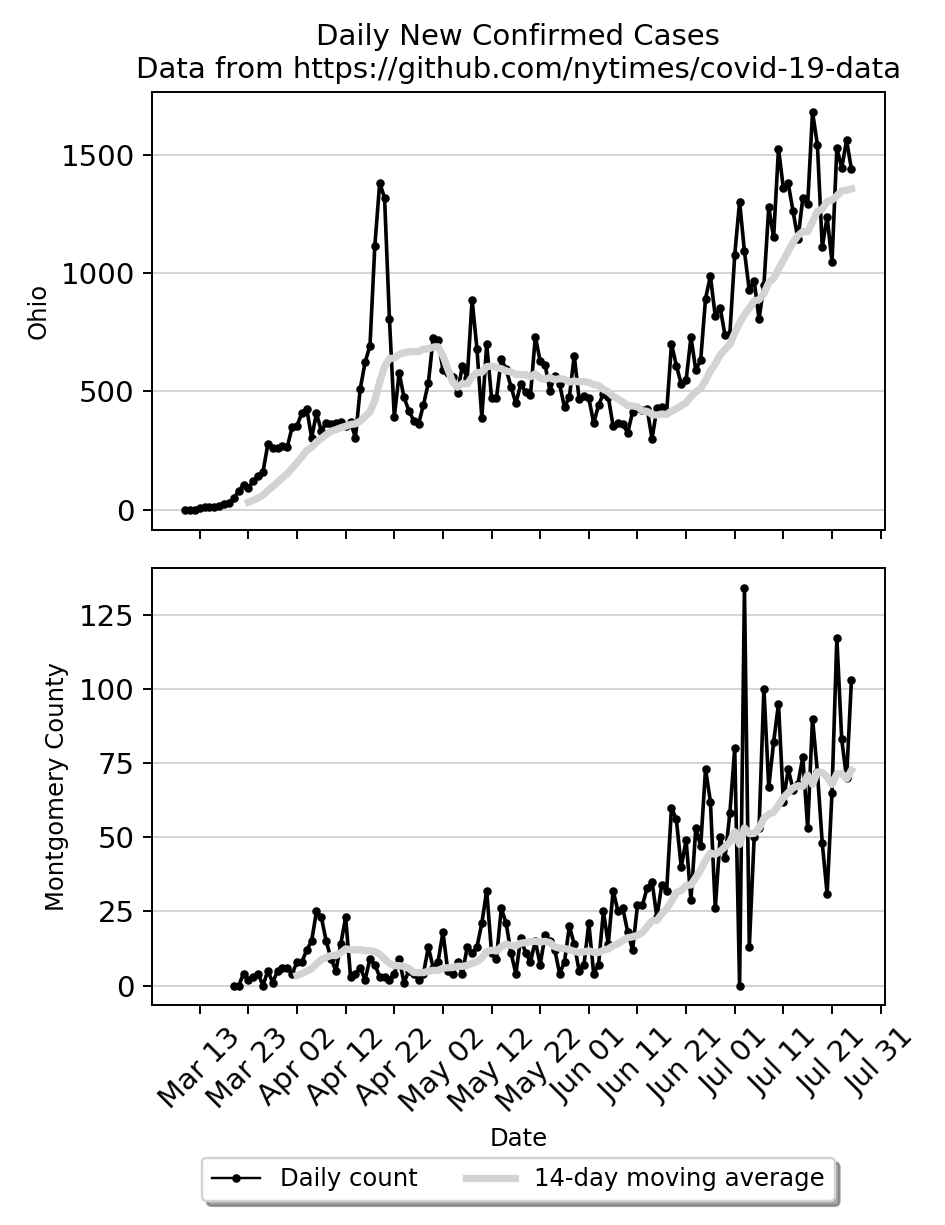 Daily New Confirmed Cases
Data from https://github.com/nytimes/covid-19-data
1500
1000
500
0
Ohio
125
100
75
50
25
0
Montgomery County
Mar 13
Mar 23
Apr 02
Apr 12
Apr 22
May 02
May 12
May 22
Jun 01
Jun 11
Jun 21
Jul 01
Jul 11
Jul 21
Jul 31
Date
Daily count
14-day moving average